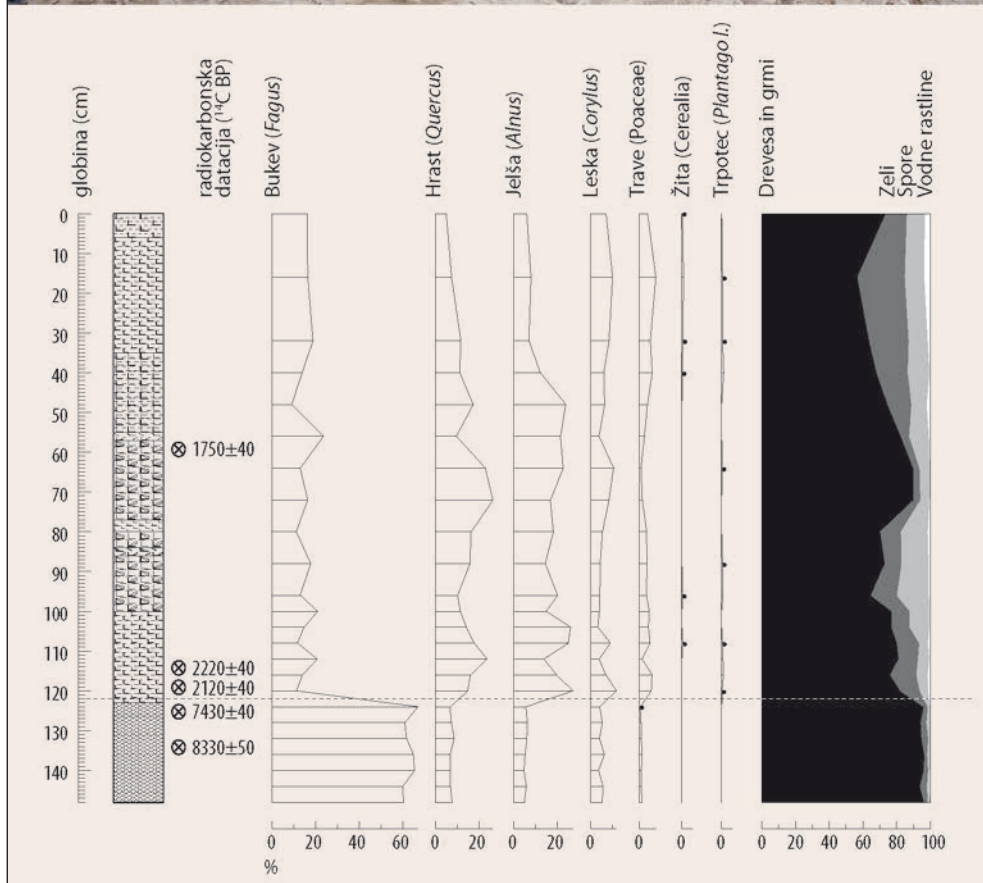 globina (cm)
radiokarbonska
datacija (¹⁴C BP)
Bukev (Fagus)
Hrast (Quercus)
Jelša (Alnus)
Leska (Corylus)
Trave (Poaceae)
Žita (Cerealia)
Trpotec (Plantago l.)
Drevesa in grmi
Zeli
Spore
Vodne rastline
0
10
20
30
40
50
60
70
80
90
100
110
120
130
140
1750±40
2220±40
2120±40
7430±40
8330±50
0 20 60 0 20 0 20 0 0 0 0 0 20 40 60 80 100
%